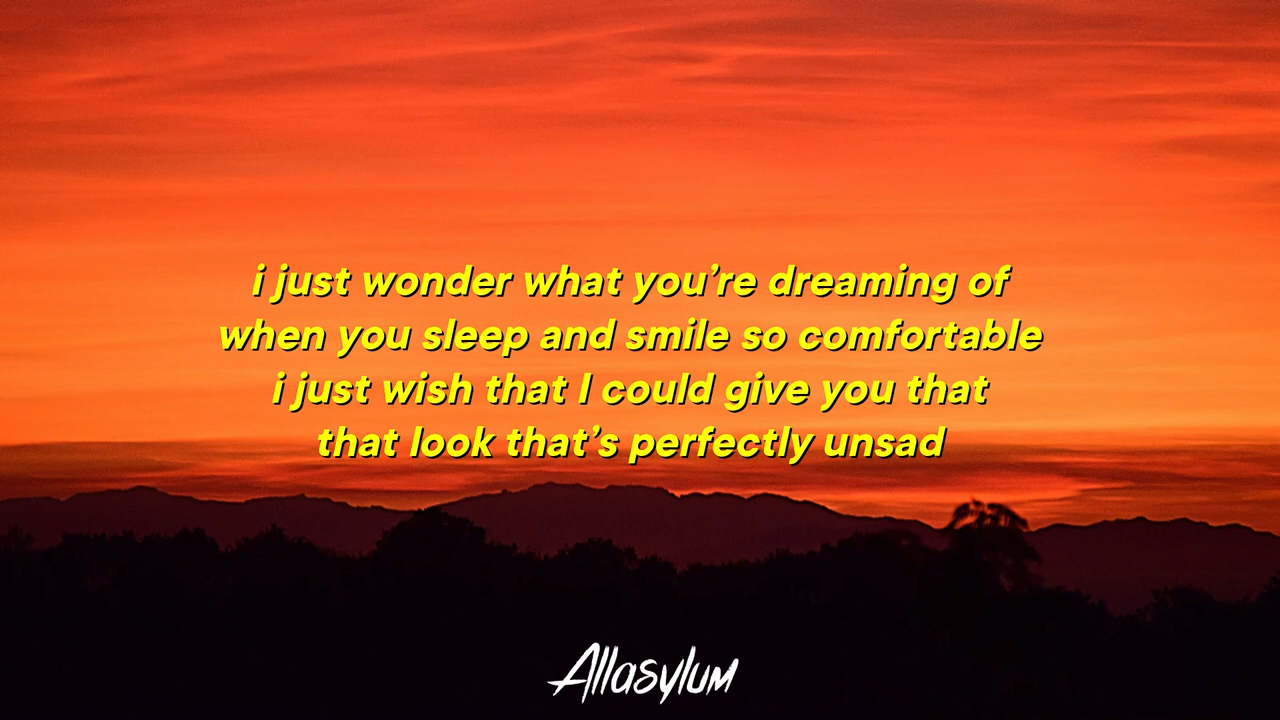 i just wonder what you’re dreaming of
when you sleep and smile so comfortable
i just wish that I could give you that
that look that’s perfectly unsad
Allasylum